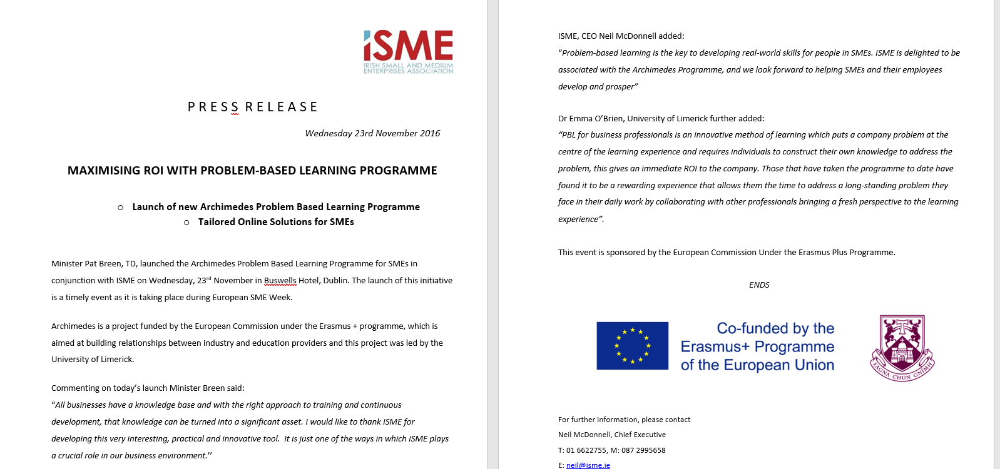 iSME
IRISH SMALL AND MEDIUM
ENTERPRISES ASSOCIATION
PRESS RELEASE
Wednesday 23rd November 2016
MAXIMISING ROI WITH PROBLEM-BASED LEARNING PROGRAMME
o Launch of new Archimedes Problem Based Learning Programme
o Tailored Online Solutions for SMEs
Minister Pat Breen, TD, launched the Archimedes Problem Based Learning Programme for SMEs in
conjunction with ISME on Wednesday, 23rd November in Buswells Hotel, Dublin. The launch of this initiative
is a timely event as it is taking place during European SME Week.
Archimedes is a project funded by the European Commission under the Erasmus + programme, which is
aimed at building relationships between industry and education providers and this project was led by the
University of Limerick.
Commenting on today’s launch Minister Breen said:
“All businesses have a knowledge base and with the right approach to training and continuous
development, that knowledge can be turned into a significant asset. I would like to thank ISME for
developing this very interesting, practical and innovative tool.  It is just one of the ways in which ISME plays
a crucial role in our business environment.’’
ISME, CEO Neil McDonnell added:
“Problem-based learning is the key to developing real-world skills for people in SMEs. ISME is delighted to be
associated with the Archimedes Programme, and we look forward to helping SMEs and their employees
develop and prosper”
Dr Emma O’Brien, University of Limerick further added:
“PBL for business professionals is an innovative method of learning which puts a company problem at the
centre of the learning experience and requires individuals to construct their own knowledge to address the
problem, this gives an immediate ROI to the company. Those that have taken the programme to date have
found it to be a rewarding experience that allows them the time to address a long-standing problem they
face in their daily work by collaborating with other professionals bringing a fresh perspective to the learning
experience”.
This event is sponsored by the European Commission Under the Erasmus Plus Programme.
ENDS
Co-funded by the
Erasmus+ Programme
of the European Union
EAGNA CHUN GNÍMH
For further information, please contact
Neil McDonnell, Chief Executive
T: 01 6622755, M: 087 2995658
E: neil@isme.ie